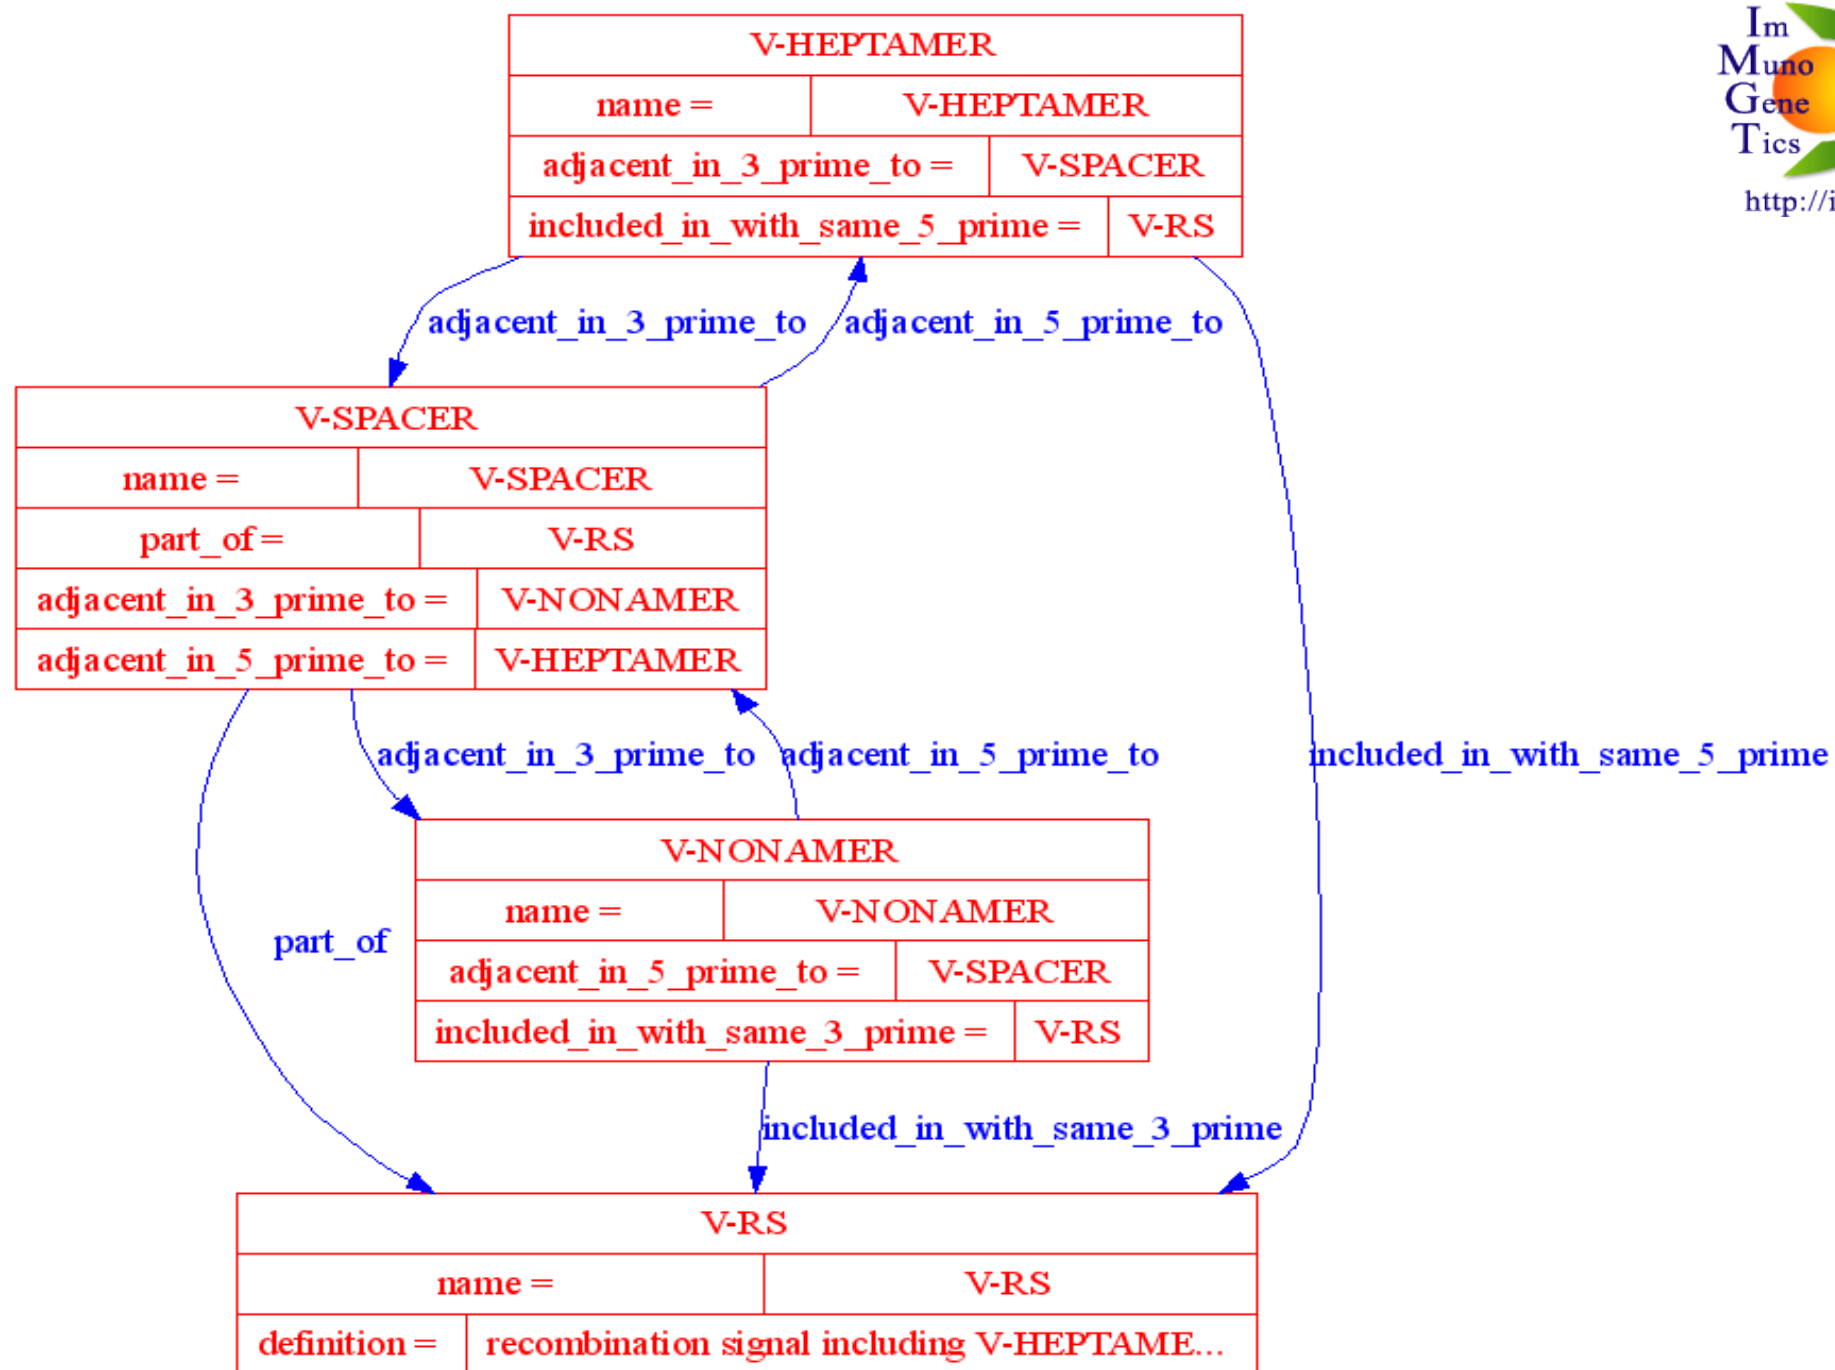 V-HEPTAMER
name = V-HEPTAMER
adjacent_in_3_prime_to = V-SPACER
included_in_with_same_5_prime = V-RS
Im
Muno
Gene
Tics
http://i
adjacent_in_3_prime_to adjacent_in_5_prime_to
V-SPACER
name = V-SPACER
part_of = V-RS
adjacent_in_3_prime_to = V-NONAMER
adjacent_in_5_prime_to = V-HEPTAMER
adjacent_in_3_prime_to adjacent_in_5_prime_to included_in_with_same_5_prime
V-NONAMER
name = V-NONAMER
adjacent_in_5_prime_to = V-SPACER
included_in_with_same_3_prime = V-RS
part_of
included_in_with_same_3_prime
V-RS
name = V-RS
definition = recombination signal including V-HEPTAME...